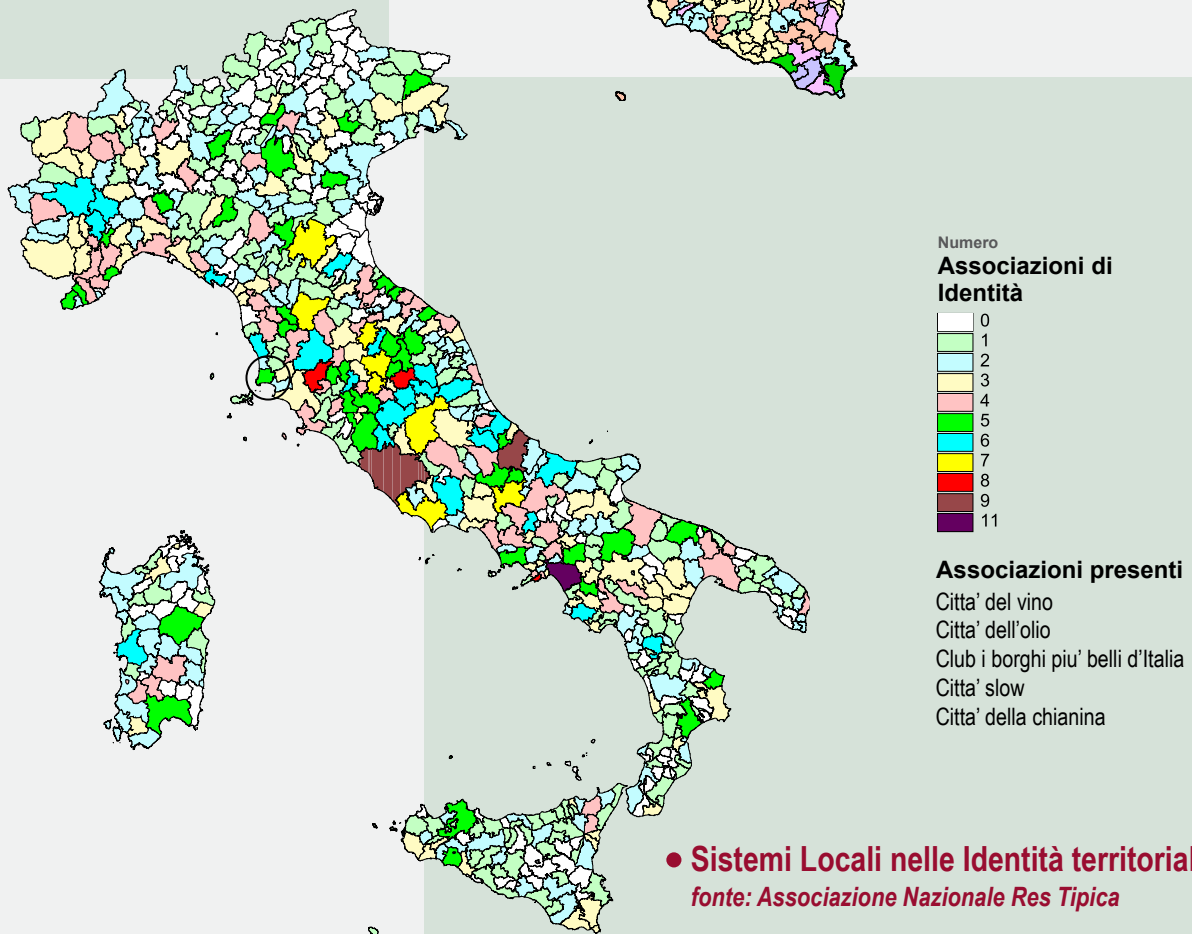 Numero
Associazioni di
Identità
0
1
2
3
4
5
6
7
8
9
11
Associazioni presenti
Citta' del vino
Citta' dell'olio
Club i borghi piu' belli d'Italia
Citta' slow
Citta' della chianina
• Sistemi Locali nelle Identità territorial
fonte: Associazione Nazionale Res Tipica